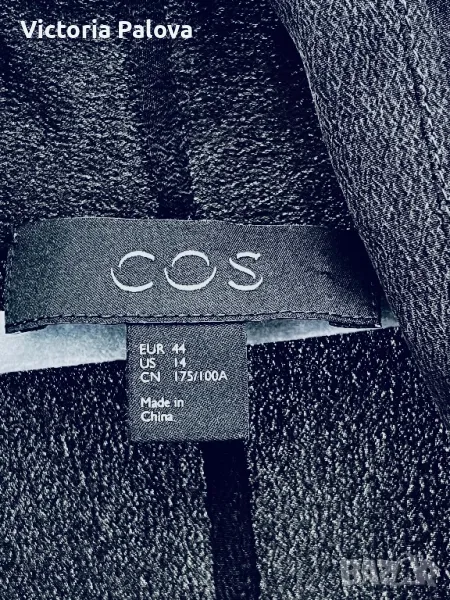 Victoria Palova
COS
EUR 44
US 14
CN 175/100A
Made in
China